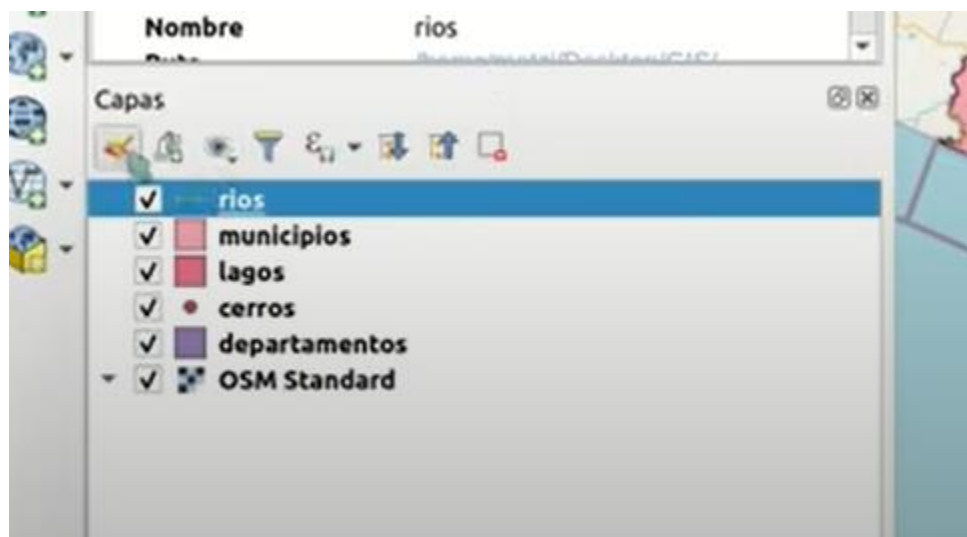 Nombre rios
Capas
rios
municipios
lagos
cerros
departamentos
OSM Standard